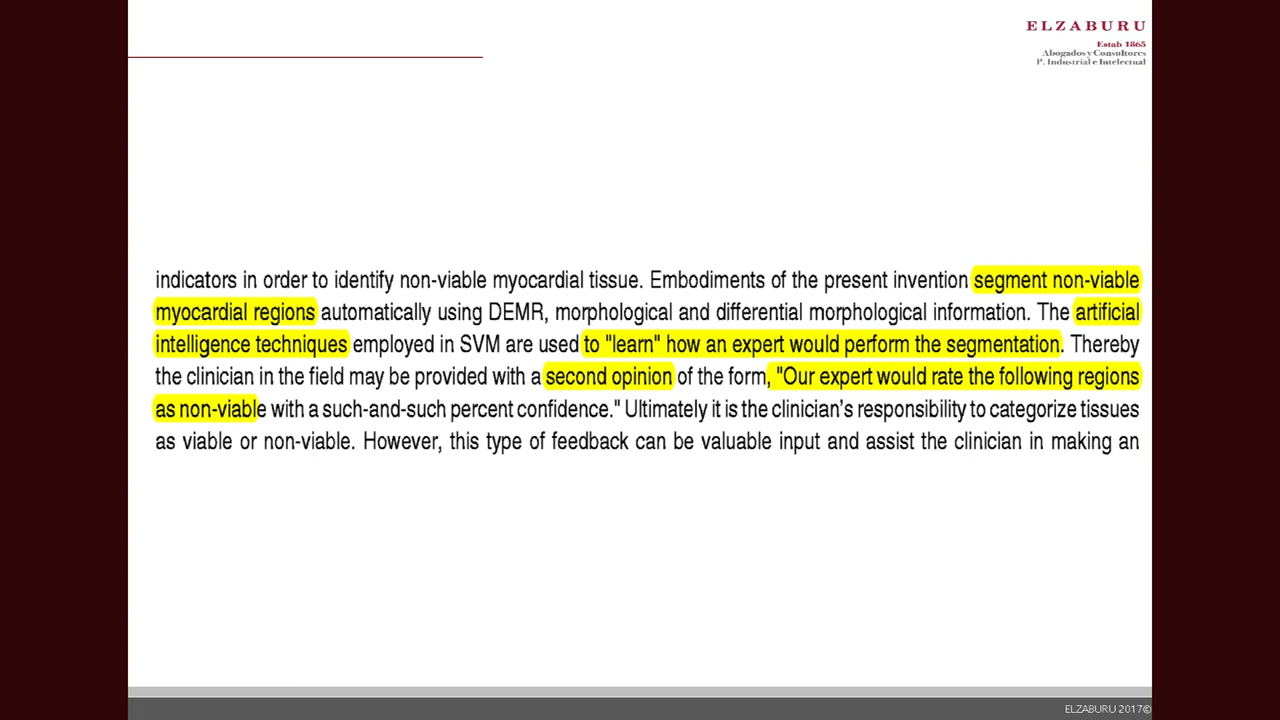 ELZABURU
Estab 1865
Abogados y Consultores
P. Industrial e Intelectual
indicators in order to identify non-viable myocardial tissue. Embodiments of the present invention segment non-viable
myocardial regions automatically using DEMR, morphological and differential morphological information. The artificial
intelligence techniques employed in SVM are used to "learn" how an expert would perform the segmentation. Thereby
the clinician in the field may be provided with a second opinion of the form, "Our expert would rate the following regions
as non-viable with a such-and-such percent confidence." Ultimately it is the clinician's responsibility to categorize tissues
as viable or non-viable. However, this type of feedback can be valuable input and assist the clinician in making an
ELZABURU 2017©